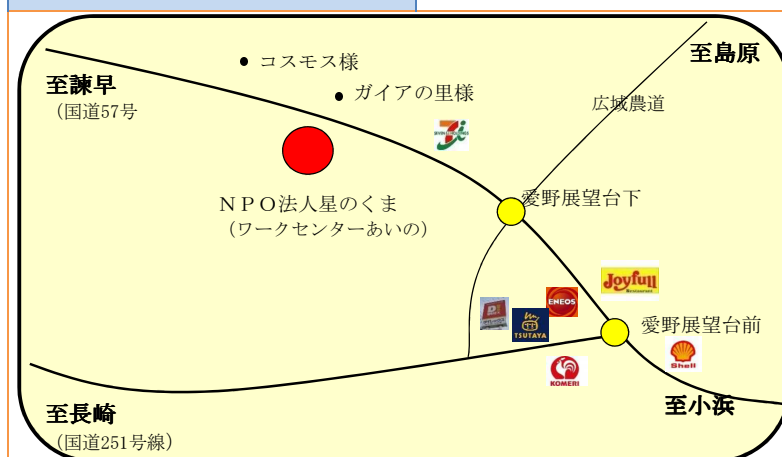 コスモス様
至島原
至諫早
ガイアの里様
(国道57号
広域農道
NPO法人星のくま
愛野展望台下
(ワークセンターあいの)
Joyfull
Restaurant
ENEOS
TSUTAYA
愛野展望台前
Shell
KOMERI
至長崎
至小浜
(国道251号線)